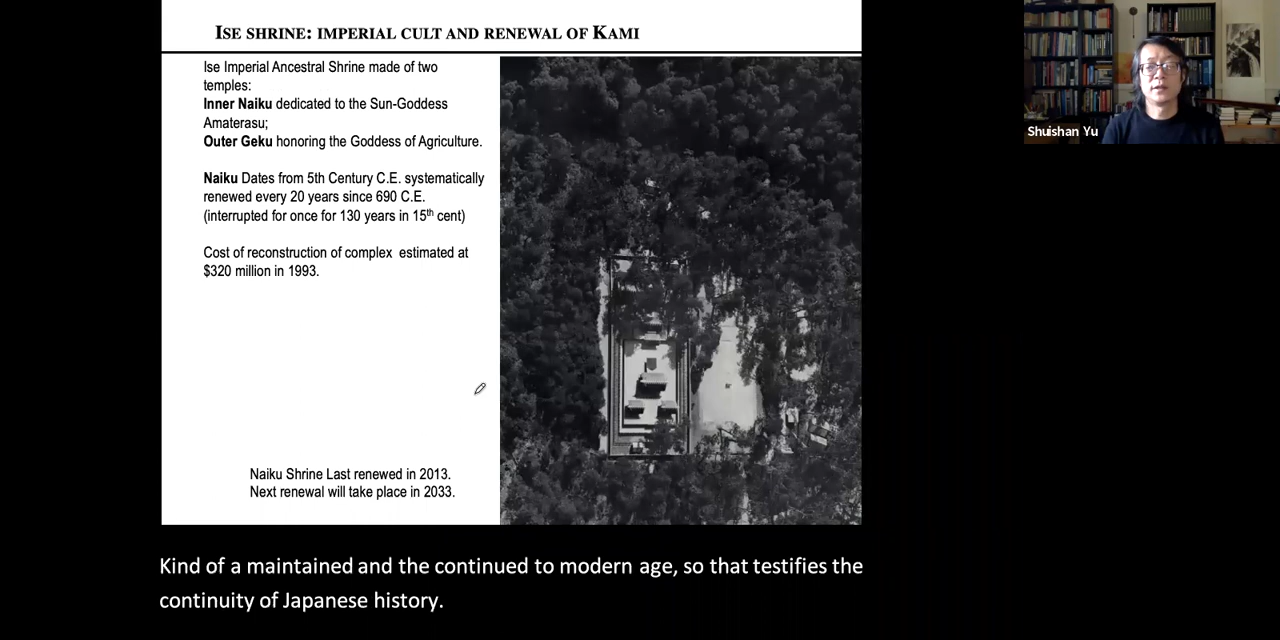 ISE SHRINE: IMPERIAL CULT AND RENEWAL OF KAMI
Ise Imperial Ancestral Shrine made of two
temples:
Inner Naiku dedicated to the Sun-Goddess
Amaterasu;
Outer Geku honoring the Goddess of Agriculture.
Naiku Dates from 5th Century C.E. systematically
renewed every 20 years since 690 C.E.
(interrupted for once for 130 years in 15th cent)
Cost of reconstruction of complex estimated at
$320 million in 1993.
Naiku Shrine Last renewed in 2013.
Next renewal will take place in 2033.
Shuishan Yu
Kind of a maintained and the continued to modern age, so that testifies the
continuity of Japanese history.